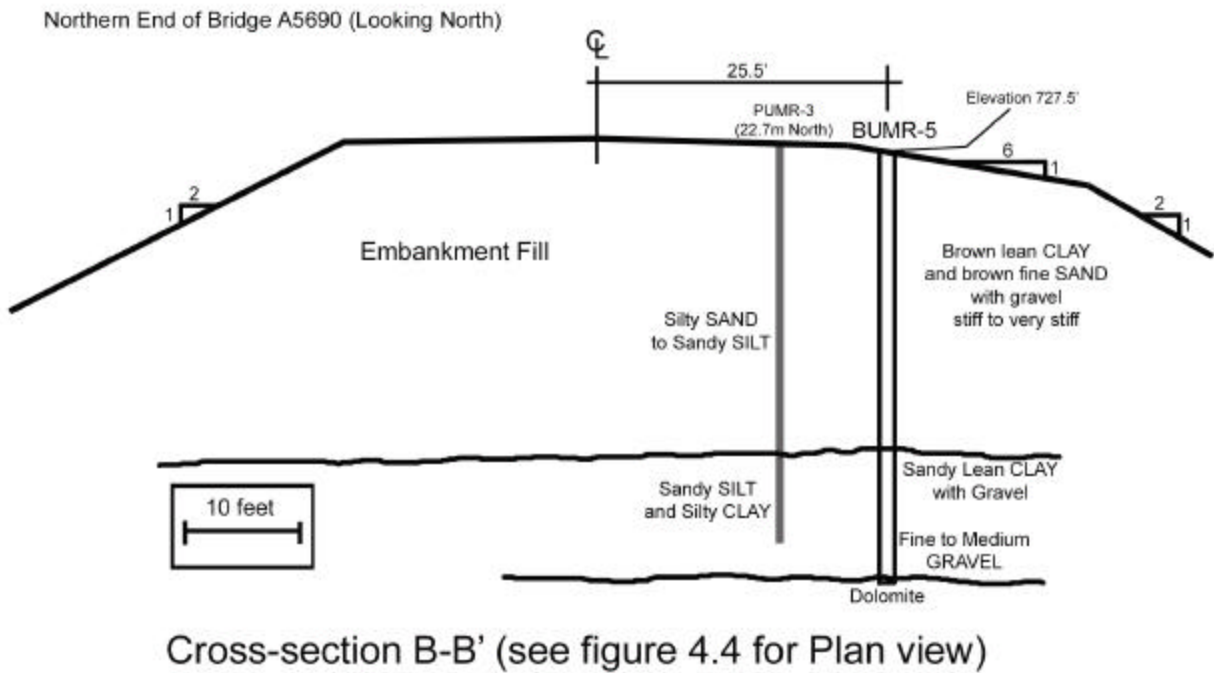 Northern End of Bridge A5690 (Looking North)
℄
25.5'
PUMR-3
(22.7m North)
BUMR-5
Elevation 727.5'
6
1
2
1
2
1
Embankment Fill
Brown lean CLAY
and brown fine SAND
with gravel
stiff to very stiff
Silty SAND
to Sandy SILT
Sandy Lean CLAY
with Gravel
10 feet
Sandy SILT
and Silty CLAY
Fine to Medium
GRAVEL
Dolomite
Cross-section B-B' (see figure 4.4 for Plan view)